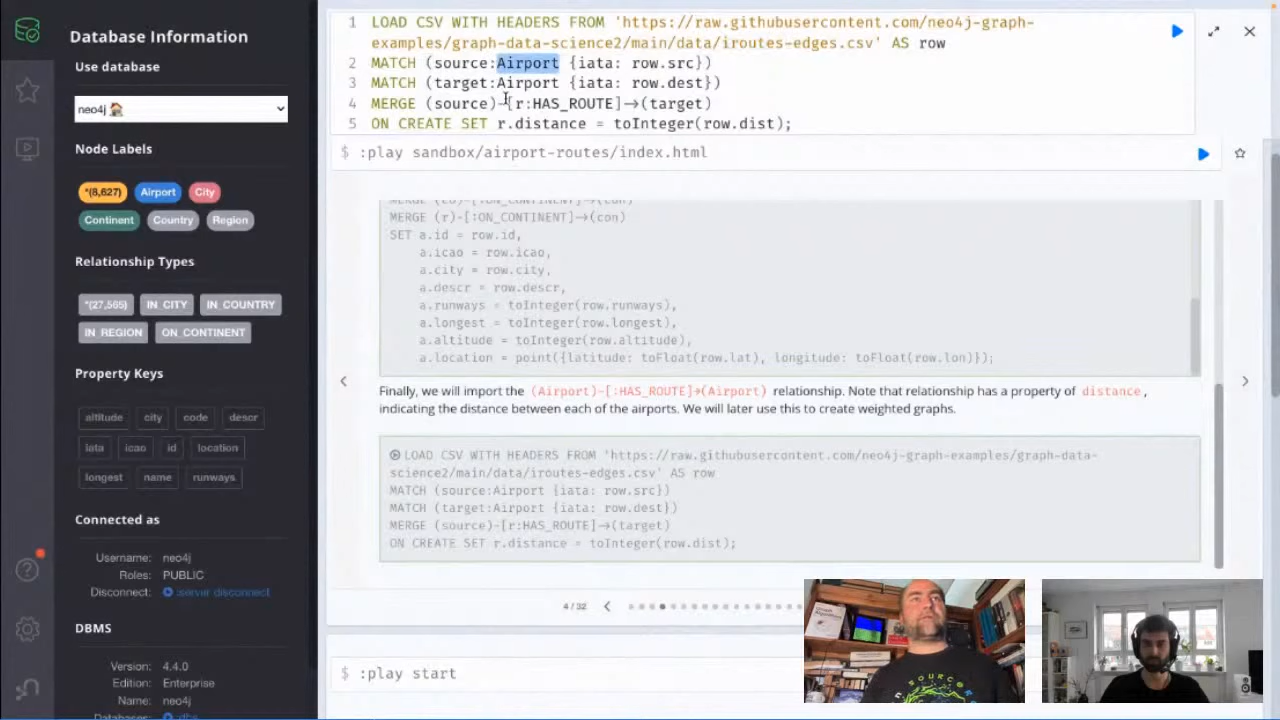 Database Information
Use database
neo4j
Node Labels
*(8,627)
Airport
City
Continent
Country
Region
Relationship Types
*(27,565)
IN_CITY
IN_COUNTRY
IN_REGION
ON_CONTINENT
Property Keys
altitude
city
code
descr
iata
icao
id
location
longest
name
runways
Connected as
Username: neo4j
Roles: PUBLIC
Disconnect: :server disconnect
DBMS
Version: 4.4.0
Edition: Enterprise
Name: neo4j
Databases: :dbs
1 LOAD CSV WITH HEADERS FROM 'https://raw.githubusercontent.com/neo4j-graph-
examples/graph-data-science2/main/data/iroutes-edges.csv' AS row
2 MATCH (source:Airport {iata: row.src})
3 MATCH (target:Airport {iata: row.dest})
4 MERGE (source)-[r:HAS_ROUTE]->(target)
5 ON CREATE SET r.distance = toInteger(row.dist);
$ :play sandbox/airport-routes/index.html
MERGE (r)-[:ON_CONTINENT]->(con)
SET a.id = row.id,
a.icao = row.icao,
a.city = row.city,
a.descr = row.descr,
a.runways = toInteger(row.runways),
a.longest = toInteger(row.longest),
a.altitude = toInteger(row.altitude),
a.location = point({latitude: toFloat(row.lat), longitude: toFloat(row.lon)});
Finally, we will import the (Airport)-[:HAS_ROUTE]->(Airport) relationship. Note that relationship has a property of distance,
indicating the distance between each of the airports. We will later use this to create weighted graphs.
LOAD CSV WITH HEADERS FROM 'https://raw.githubusercontent.com/neo4j-graph-examples/graph-data-
science2/main/data/iroutes-edges.csv' AS row
MATCH (source:Airport {iata: row.src})
MATCH (target:Airport {iata: row.dest})
MERGE (source)-[r:HAS_ROUTE]->(target)
ON CREATE SET r.distance = toInteger(row.dist);
4 / 32
$ :play start